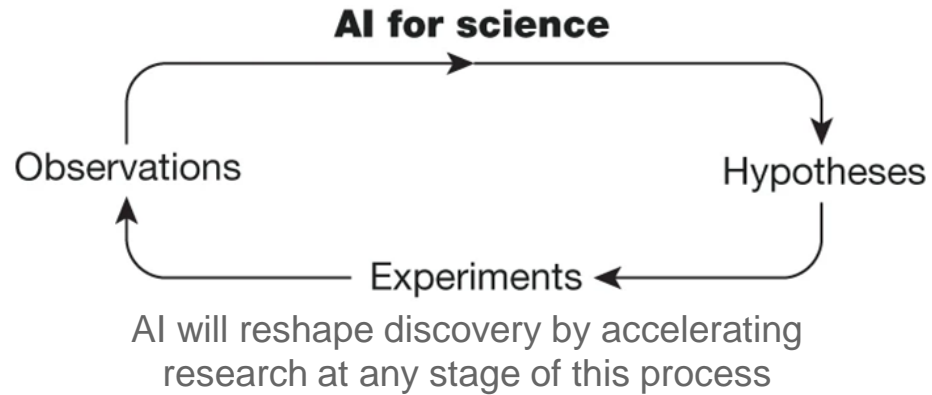 AI for science
Observations
Hypotheses
Experiments
AI will reshape discovery by accelerating
research at any stage of this process